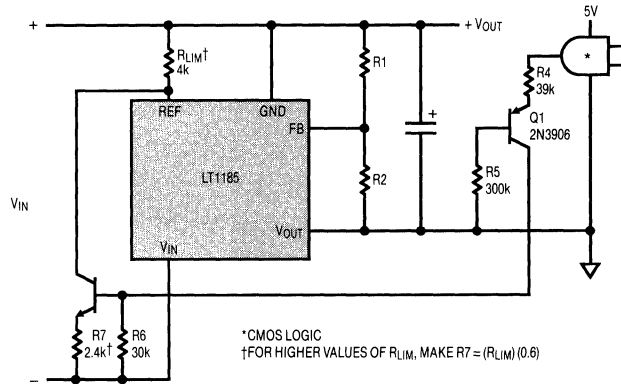 +
+ VOUT
5V
RLIM†
4k
R1
*
R4
39k
REF
GND
FB
+
Q1
2N3906
LT1185
R2
R5
300k
VIN
VOUT
VIN
R7
2.4k†
R6
30k
*CMOS LOGIC
†FOR HIGHER VALUES OF RLIM, MAKE R7 = (RLIM) (0.6)
–